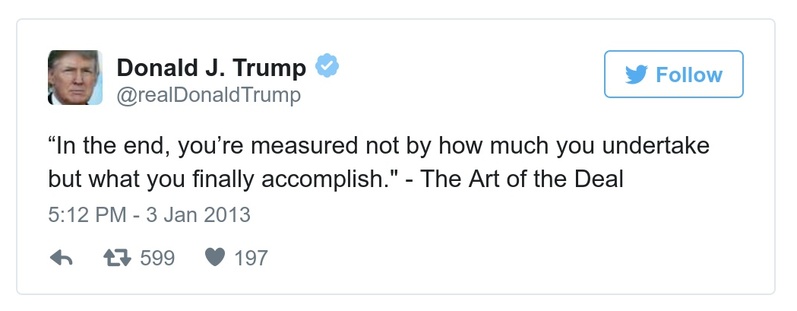 Donald J. Trump
Follow
@realDonaldTrump
“In the end, you’re measured not by how much you undertake
but what you finally accomplish." - The Art of the Deal
5:12 PM - 3 Jan 2013
599 197